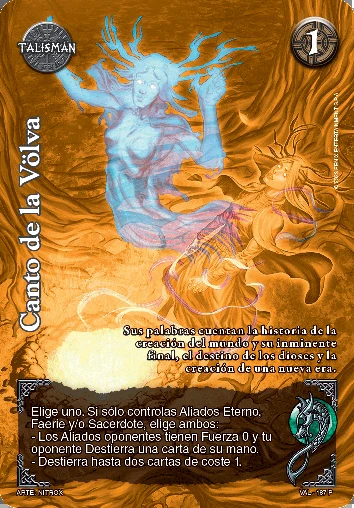 TALISMAN
1
Canto de la Völva
Sus palabras cuentan la historia de la
creación del mundo y su inminente
final, el destino de los dioses y la
creación de una nueva era.
Elige uno. Si sólo controlas Aliados Eterno,
Faerie y/o Sacerdote, elige ambos:
- Los Aliados oponentes tienen Fuerza 0 y tu
oponente Destierra una carta de su mano.
- Destierra hasta dos cartas de coste 1.
ARTE: NITROX